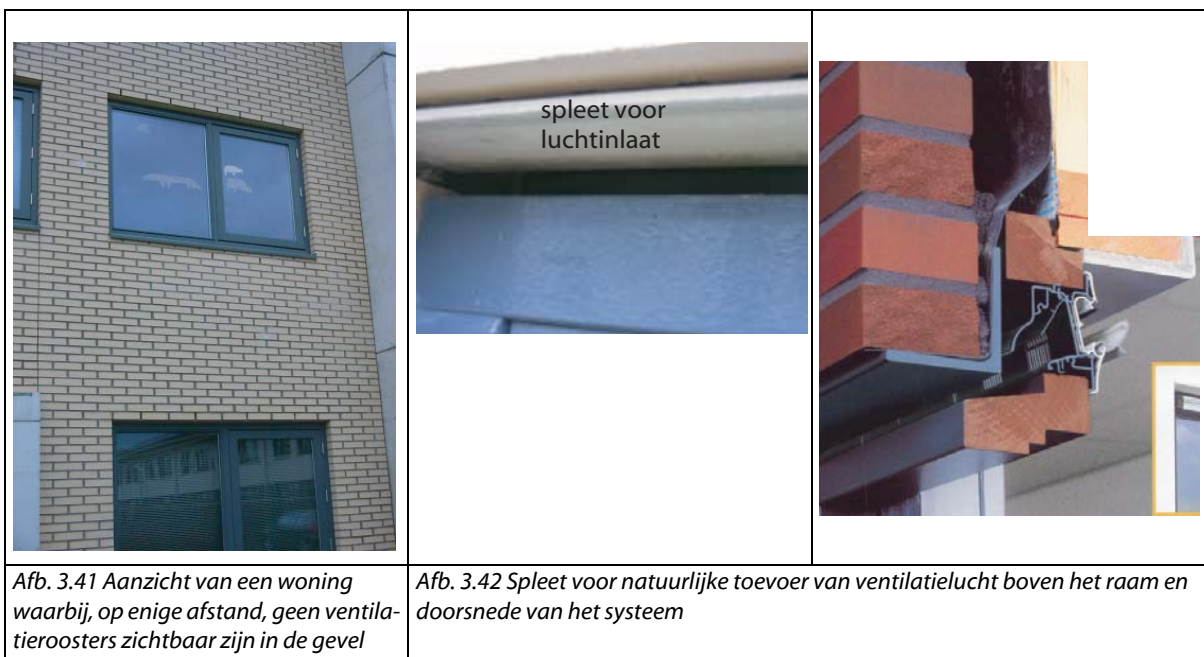 spleet voor
luchtinlaat
Afb. 3.41 Aanzicht van een woning
waarbij, op enige afstand, geen ventila-
tieroosters zichtbaar zijn in de gevel
Afb. 3.42 Spleet voor natuurlijke toevoer van ventilatielucht boven het raam en
doorsnede van het systeem